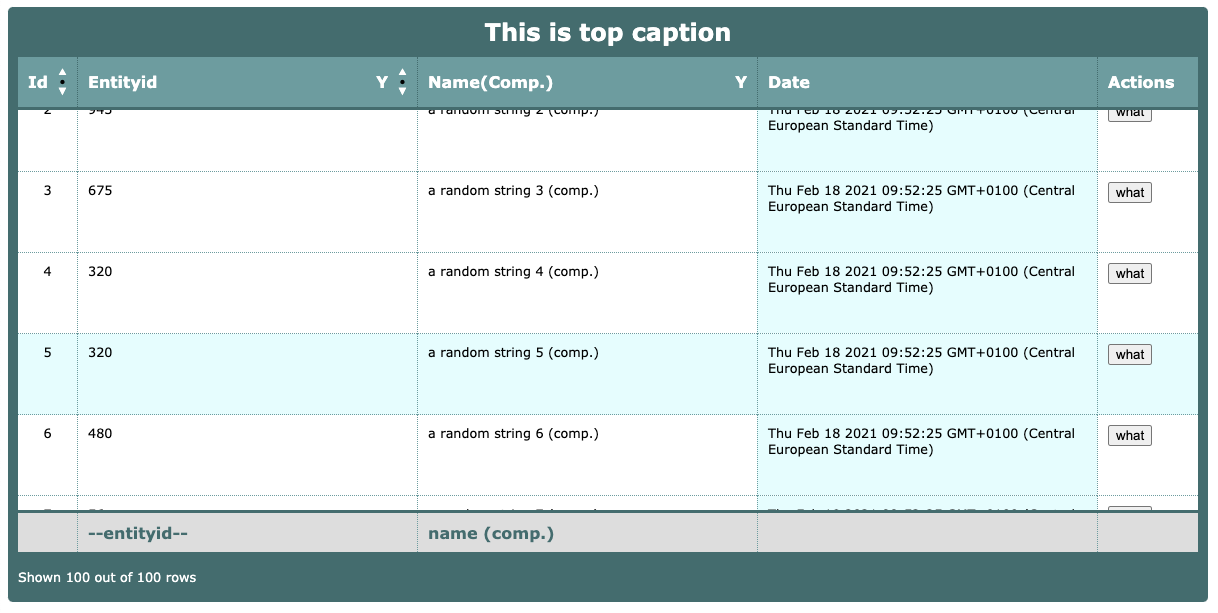 This is top caption
Id Entityid Y Name(Comp.) Y Date Actions
2 945 a random string 2 (comp.) Thu Feb 18 2021 09:52:25 GMT+0100 (Central what
European Standard Time)
3 675 a random string 3 (comp.) Thu Feb 18 2021 09:52:25 GMT+0100 (Central what
European Standard Time)
4 320 a random string 4 (comp.) Thu Feb 18 2021 09:52:25 GMT+0100 (Central what
European Standard Time)
5 320 a random string 5 (comp.) Thu Feb 18 2021 09:52:25 GMT+0100 (Central what
European Standard Time)
6 480 a random string 6 (comp.) Thu Feb 18 2021 09:52:25 GMT+0100 (Central what
European Standard Time)
--entityid-- name (comp.)
Shown 100 out of 100 rows